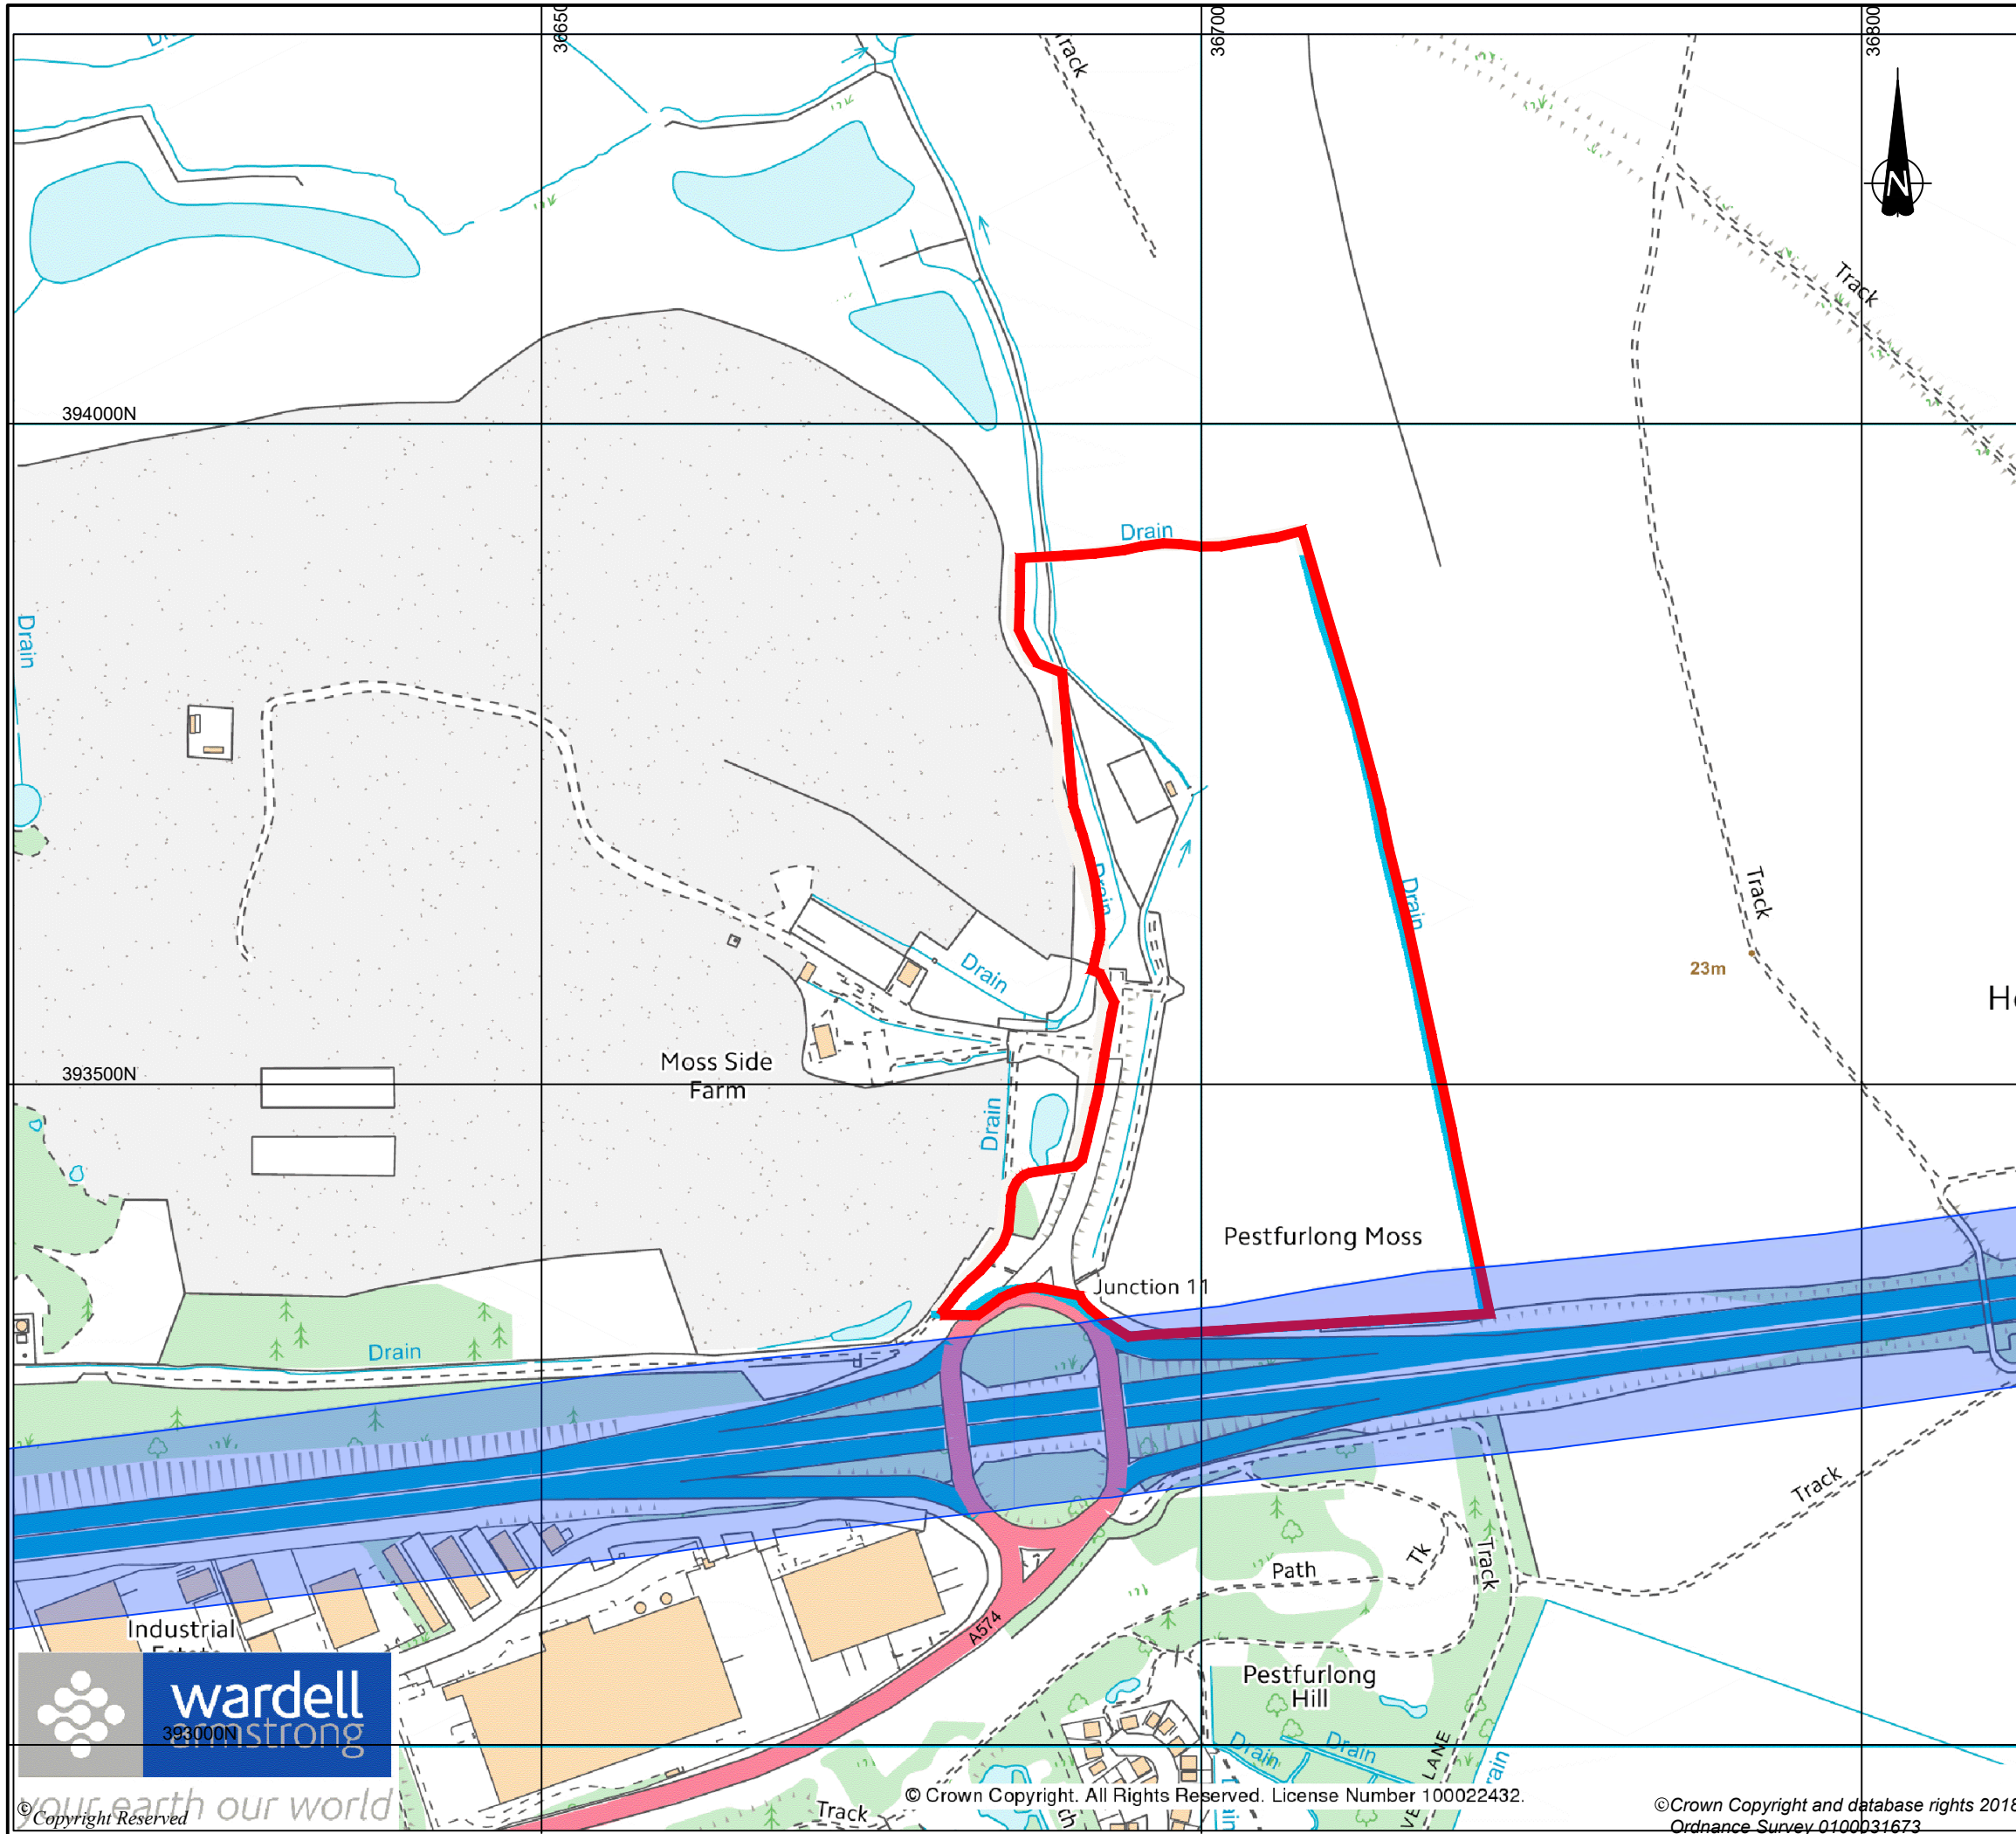 36650
36700
36800
Track
N
Track
394000N
Drain
Drain
Drain
Drain
Track
23m
Drain
Moss Side
Farm
393500N
Drain
Pestfurlong Moss
Junction 11
Drain
Track
Path
Tk
Track
A574
Industrial
Estate
Pestfurlong
Hill
wardell
armstrong
393000N
your earth our world
© Copyright Reserved
Drain
Drain
LANE
Track
© Crown Copyright. All Rights Reserved. License Number 100022432.
©Crown Copyright and database rights 2018
Ordnance Survey 0100031673